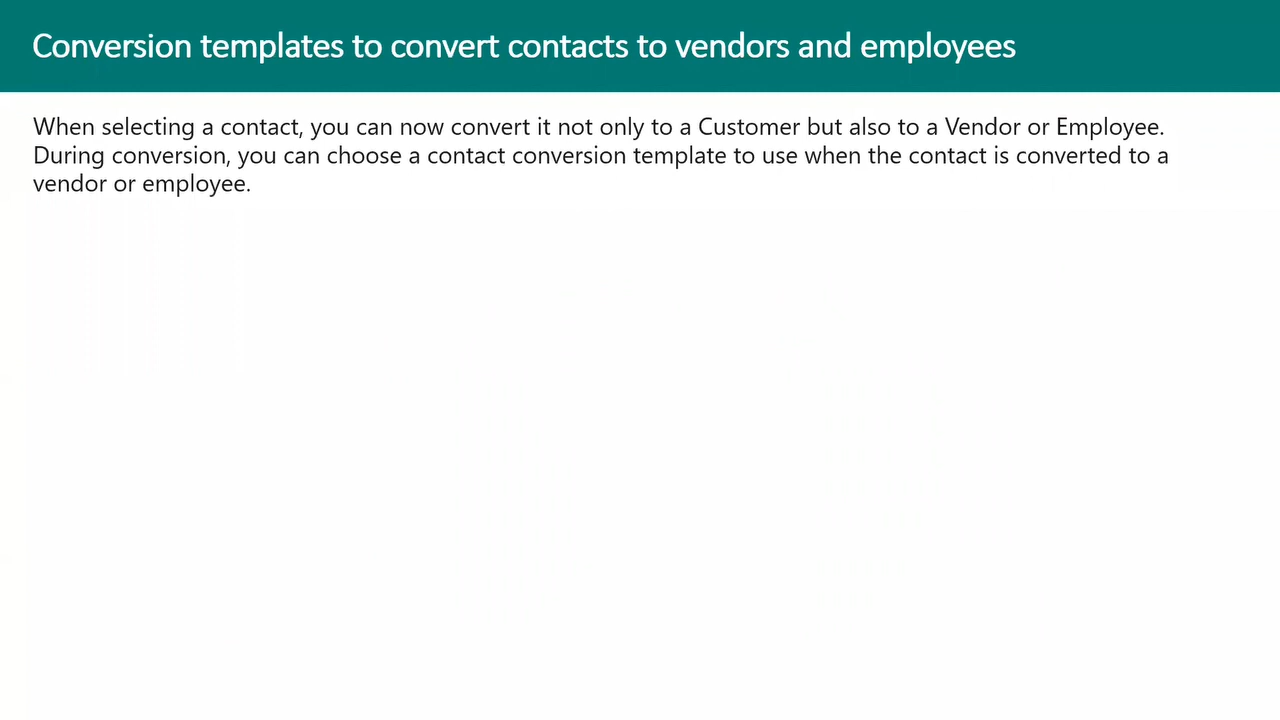 Conversion templates to convert contacts to vendors and employees
When selecting a contact, you can now convert it not only to a Customer but also to a Vendor or Employee.
During conversion, you can choose a contact conversion template to use when the contact is converted to a
vendor or employee.